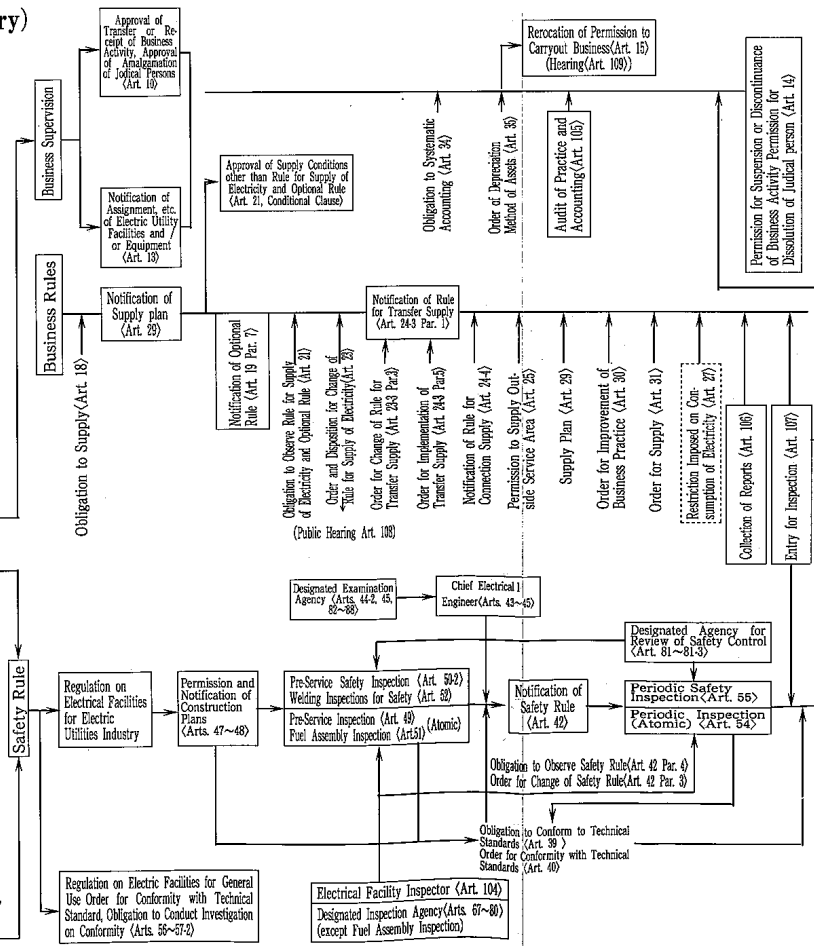 ry)
Approval of
Transfer or Re-
ceipt of Business
Activity, Approval
of Amalgamation
of Jodical Persons
⟨Art. 10⟩
Business Supervision
Notification of
Assignment, etc.
of Electric Utility
Facilities and /
or Equipment
⟨Art. 13⟩
Approval of Supply Conditions
other than Rule for Supply of
Electricity and Optional Rule
⟨Art. 21, Conditional Clause⟩
Rerocation of Permission to
Carryout Business⟨Art. 15⟩
(Hearing⟨Art. 109⟩)
Obligation to Systematic
Accounting ⟨Art. 34⟩
Order of Depreciation
Method of Assets ⟨Art. 35⟩
Audit of Practice and
Accounting⟨Art. 105⟩
Permission for Suspension or Discontinuance
of Business Activity Permission for
Dissolution of Judical person ⟨Art. 14⟩
Business Rules
Notification of
Supply plan
⟨Art. 29⟩
Obligation to Supply⟨Art. 18⟩
Notification of Optional
Rule ⟨Art. 19 Par. 7⟩
Notification of Rule
for Transfer Supply
⟨Art. 24-3 Par. 1⟩
Obligation to Observe Rule for Supply
of Electricity and Optional Rule ⟨Art. 21⟩
Order and Disposition for Change of
Rule for Supply of Electricity⟨Art. 23⟩
(Public Hearing Art. 108)
Order for Change of Rule for
Transfer Supply ⟨Art. 23-3 Par.2⟩
Order for Implementation of
Transfer Supply ⟨Art. 24-3 Par.5⟩
Notification of Rule for
Connection Supply ⟨Art. 24-4⟩
Permission to Supply Out-
side Service Area ⟨Art. 25⟩
Supply Plan ⟨Art. 29⟩
Order for Improvement of
Business Practice ⟨Art. 30⟩
Order for Supply ⟨Art. 31⟩
Restriction Imposed on Con-
sumption of Electricity ⟨Art. 27⟩
Collection of Reports ⟨Art. 106⟩
Entry for Inspection ⟨Art. 107⟩
Designated Examination
Agency ⟨Arts. 44-2, 45,
82～88⟩
Chief Electrical
Engineer⟨Arts. 43～45⟩
Designated Agency for
Review of Safety Control
⟨Art. 81～81-3⟩
Safety Rule
Regulation on
Electrical Facilities
for Electric
Utilities Industry
Permission and
Notification of
Construction
Plans
⟨Arts. 47～48⟩
Pre-Service Safety Inspection ⟨Art. 50-2⟩
Welding Inspections for Safety ⟨Art. 52⟩
Pre-Service Inspection ⟨Art. 49⟩
Fuel Assembly Inspection ⟨Art.51⟩
(Atomic)
Notification of
Safety Rule
⟨Art. 42⟩
Periodic Safety
Inspection⟨Art. 55⟩
Periodic Inspection
(Atomic) ⟨Art. 54⟩
Obligation to Observe Safety Rule⟨Art. 42 Par. 4⟩
Order for Change of Safety Rule⟨Art. 42 Par. 3⟩
Obligation to Conform to Technical
Standards ⟨Art. 39 ⟩
Order for Conformity with Technical
Standards ⟨Art. 40⟩
Regulation on Electric Facilities for General
Use Order for Conformity with Technical
Standard, Obligation to Conduct Investigation
on Conformity ⟨Arts. 56～57-2⟩
Electrical Facility Inspector ⟨Art. 104⟩
Designated Inspection Agency⟨Arts. 67～80⟩
(except Fuel Assembly Inspection)